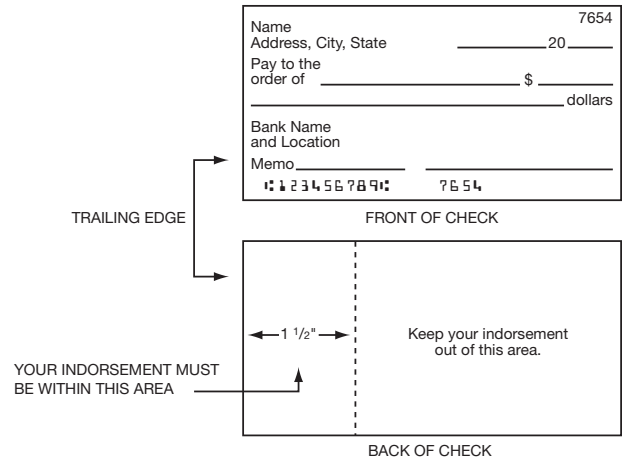 7654
Name
Address, City, State 20
Pay to the
order of $
dollars
Bank Name
and Location
Memo
⑆123456789⑆ 7654
TRAILING EDGE
FRONT OF CHECK
1 1/2"
Keep your indorsement
out of this area.
YOUR INDORSEMENT MUST
BE WITHIN THIS AREA
BACK OF CHECK